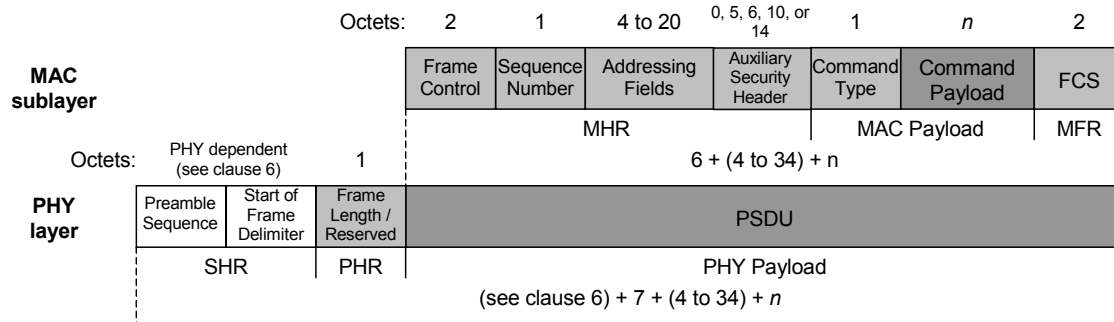 Octets: 2 1 4 to 20 0, 5, 6, 10, or 14 1 n 2
MAC sublayer
Frame Control
Sequence Number
Addressing Fields
Auxiliary Security Header
Command Type
Command Payload
FCS
MHR MAC Payload MFR
Octets: PHY dependent (see clause 6) 1 6 + (4 to 34) + n
PHY layer
Preamble Sequence
Start of Frame Delimiter
Frame Length / Reserved
PSDU
SHR PHR PHY Payload
(see clause 6) + 7 + (4 to 34) + n